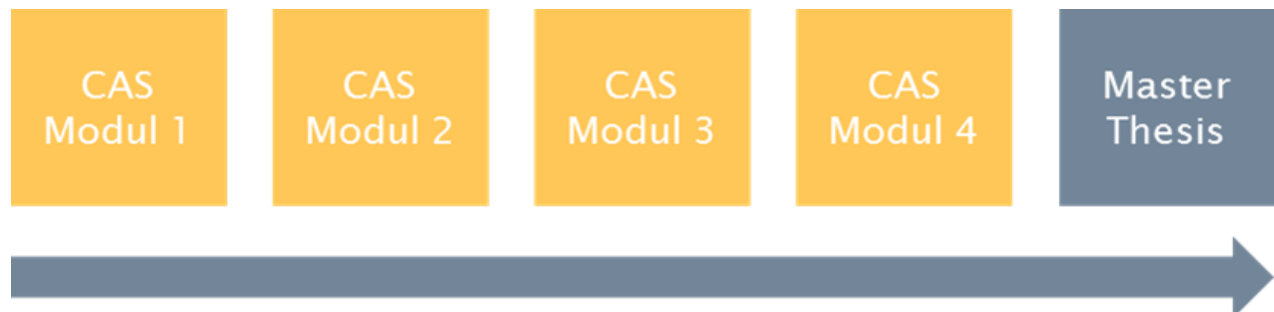 CAS
Modul 1
CAS
Modul 2
CAS
Modul 3
CAS
Modul 4
Master
Thesis